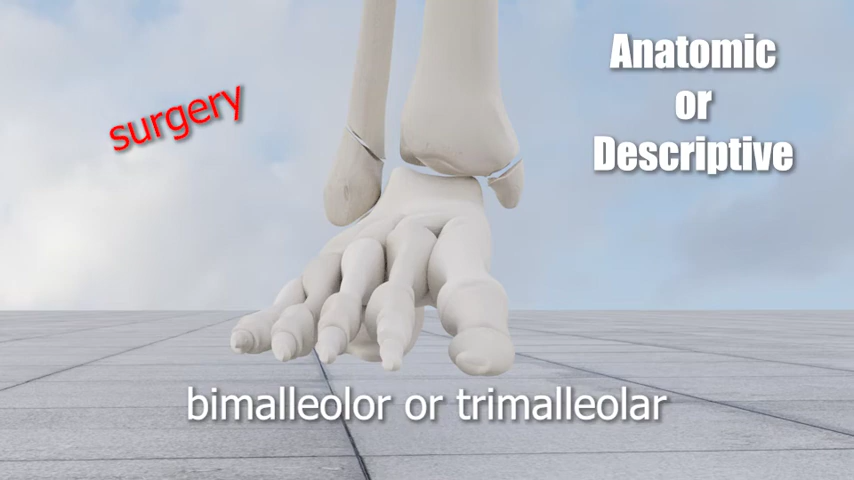 surgery
Anatomic
or
Descriptive
bimalleolor or trimalleolar